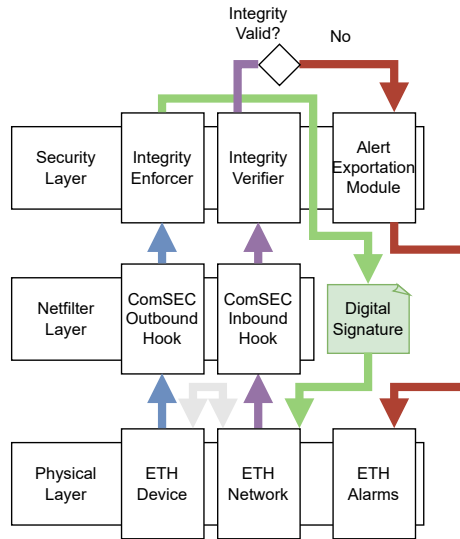 Integrity
Valid?
No
Security
Layer
Integrity
Enforcer
Integrity
Verifier
Alert
Exportation
Module
Netfilter
Layer
ComSEC
Outbound
Hook
ComSEC
Inbound
Hook
Digital
Signature
Physical
Layer
ETH
Device
ETH
Network
ETH
Alarms